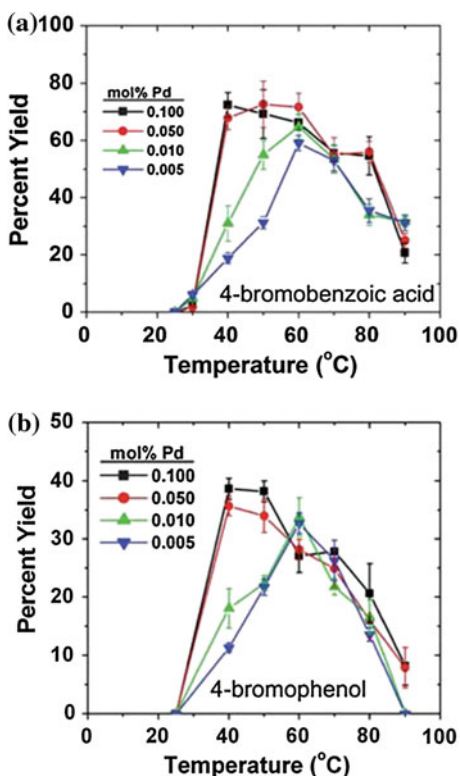 (a)
100
80
60
40
20
0
Percent Yield
mol% Pd
0.100
0.050
0.010
0.005
4-bromobenzoic acid
0 20 40 60 80 100
Temperature (°C)
(b)
50
40
30
20
10
0
Percent Yield
mol% Pd
0.100
0.050
0.010
0.005
4-bromophenol
0 20 40 60 80 100
Temperature (°C)